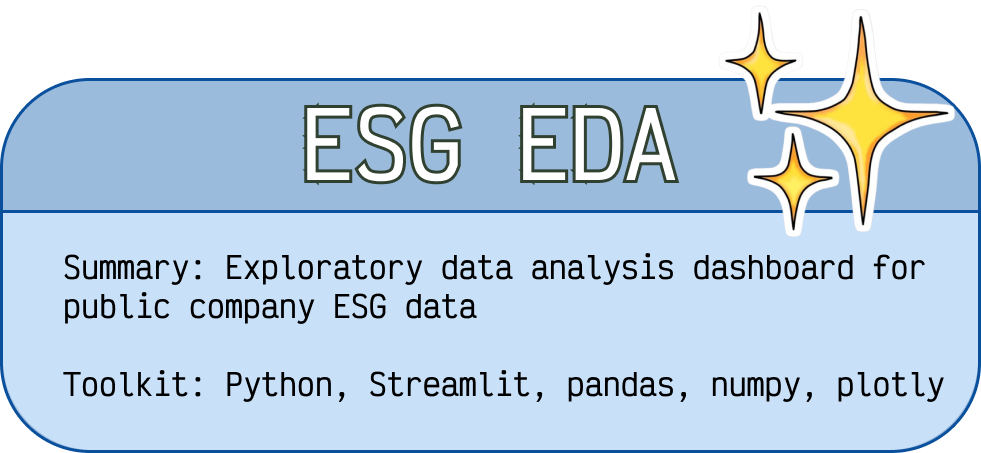 ESG EDA
Summary: Exploratory data analysis dashboard for
public company ESG data
Toolkit: Python, Streamlit, pandas, numpy, plotly